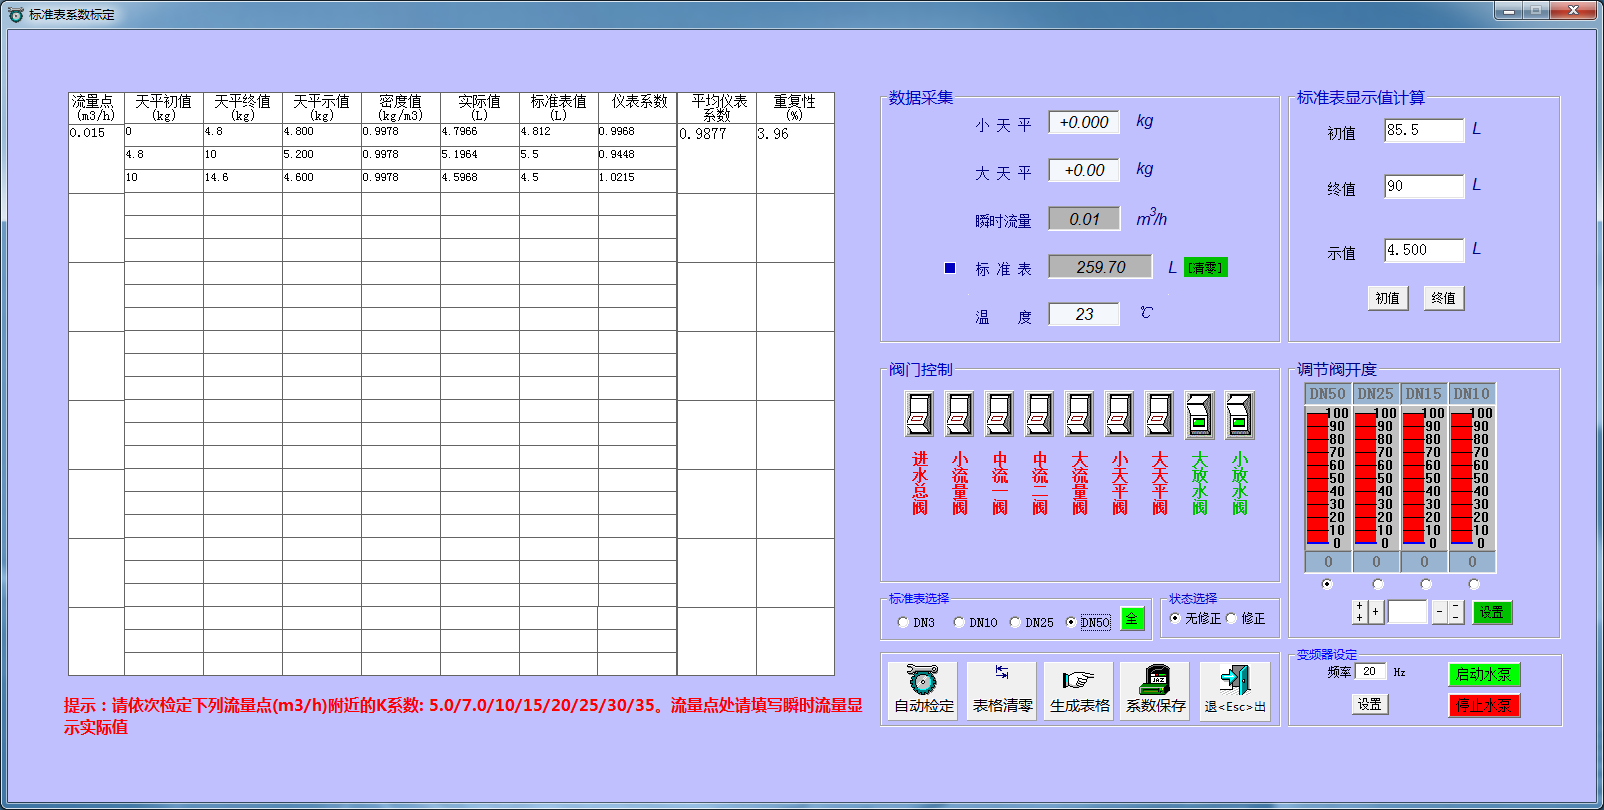 标准表系数标定
流量点 (m3/h) 天平初值 (kg) 天平终值 (kg) 天平示值 (kg) 密度值 (kg/m3) 实际值 (L) 标准表值 (L) 仪表系数 平均仪表系数 重复性 (%)
0.015 0 4.8 4.800 0.9978 4.7966 4.812 0.9968 0.9877 3.96
4.8 10 5.200 0.9978 5.1964 5.5 0.9448
10 14.6 4.600 0.9978 4.5968 4.5 1.0215
提示：请依次检定下列流量点(m3/h)附近的K系数: 5.0/7.0/10/15/20/25/30/35。流量点处请填写瞬时流量显
示实际值
数据采集
小 天 平 +0.000 kg
大 天 平 +0.00 kg
瞬时流量 0.01 m3/h
标 准 表 259.70 L [清零]
温 度 23 ℃
标准表显示值计算
初值 85.5 L
终值 90 L
示值 4.500 L
初值 终值
阀门控制
进水总阀 小流量阀 中流一阀 中流二阀 大流量阀 小天平阀 大天平阀 大放水阀 小放水阀
调节阀开度
DN50 DN25 DN15 DN10
100 100 100 100
90 90 90 90
80 80 80 80
70 70 70 70
60 60 60 60
50 50 50 50
40 40 40 40
30 30 30 30
20 20 20 20
10 10 10 10
0 0 0 0
0 0 0 0
+ + + - - - 设置
标准表选择
DN3 DN10 DN25 DN50 全
状态选择
无修正 修正
自动检定 表格清零 生成表格 系数保存 退<Esc>出
变频器设定
频率 20 Hz 启动水泵
设置 停止水泵